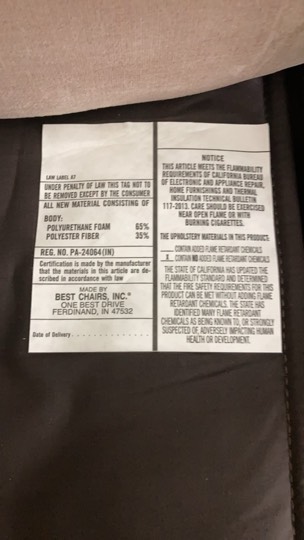 LAW LABEL A7
UNDER PENALTY OF LAW THIS TAG NOT TO
BE REMOVED EXCEPT BY THE CONSUMER
ALL NEW MATERIAL CONSISTING OF
BODY:
POLYURETHANE FOAM 65%
POLYESTER FIBER 35%
REG. NO. PA-24064(IN)
Certification is made by the manufacturer
that the materials in this article are de-
scribed in accordance with law
MADE BY
BEST CHAIRS, INC.®
ONE BEST DRIVE
FERDINAND, IN 47532
Date of Delivery . . . . . . . . . . . . . . . . .
NOTICE
THIS ARTICLE MEETS THE FLAMMABILITY
REQUIREMENTS OF CALIFORNIA BUREAU
OF ELECTRONIC AND APPLIANCE REPAIR,
HOME FURNISHINGS AND THERMAL
INSULATION TECHNICAL BULLETIN
117-2013. CARE SHOULD BE EXERCISED
NEAR OPEN FLAME OR WITH
BURNING CIGARETTES.
THE UPHOLSTERY MATERIALS IN THIS PRODUCT:
___ CONTAIN ADDED FLAME RETARDANT CHEMICALS
_X_ CONTAIN NO ADDED FLAME RETARDANT CHEMICALS
THE STATE OF CALIFORNIA HAS UPDATED THE
FLAMMABILITY STANDARD AND DETERMINED
THAT THE FIRE SAFETY REQUIREMENTS FOR THIS
PRODUCT CAN BE MET WITHOUT ADDING FLAME
RETARDANT CHEMICALS. THE STATE HAS
IDENTIFIED MANY FLAME RETARDANT
CHEMICALS AS BEING KNOWN TO, OR STRONGLY
SUSPECTED OF, ADVERSELY IMPACTING HUMAN
HEALTH OR DEVELOPMENT.